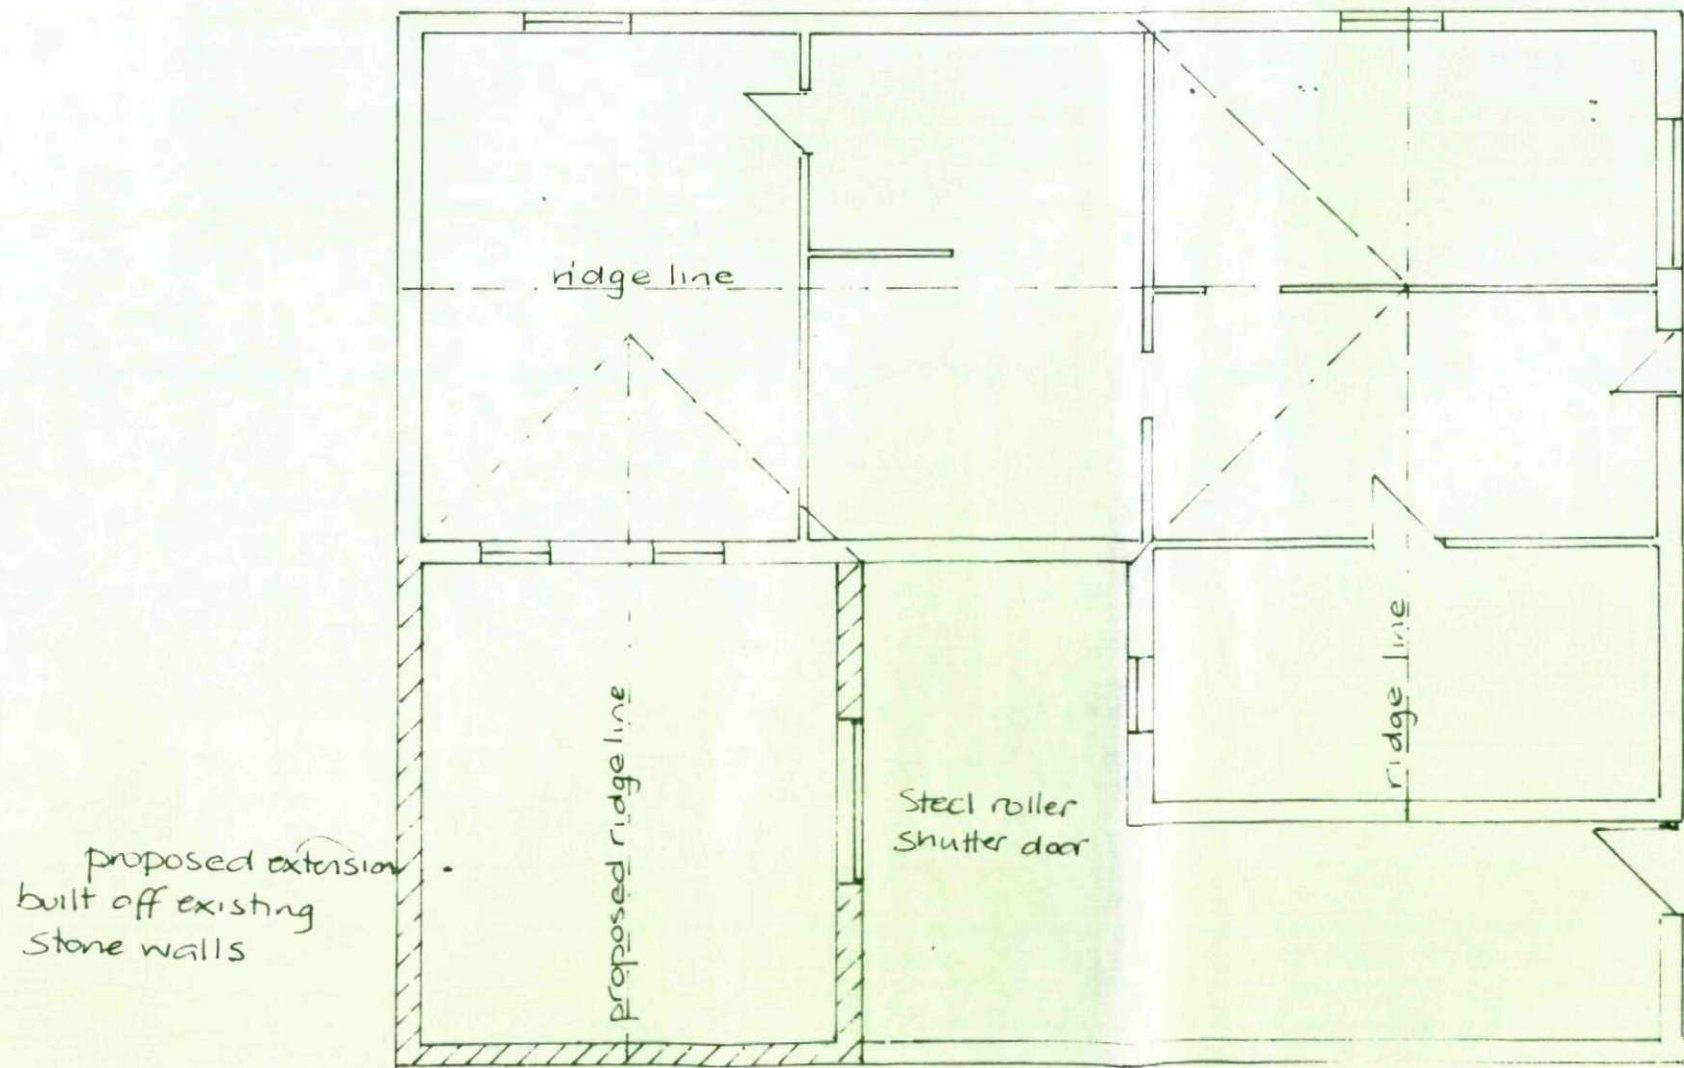 ridge line
proposed ridge line
Steel roller
shutter door
ridge line
proposed extension
built off existing
stone walls